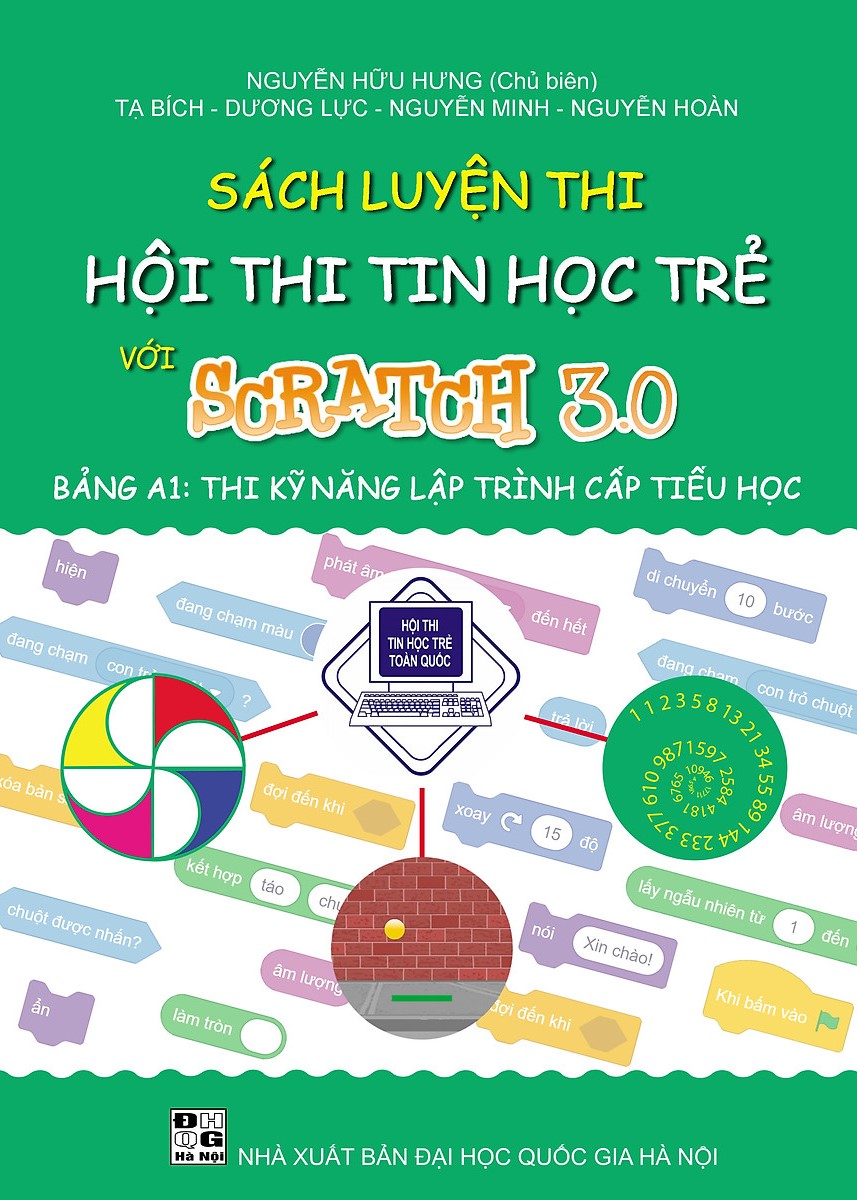 NGUYỄN HỮU HƯNG (Chủ biên)
TẠ BÍCH - DƯƠNG LỰC - NGUYỄN MINH - NGUYỄN HOÀN
SÁCH LUYỆN THI
HỘI THI TIN HỌC TRẺ
VỚI SCRATCH 3.0
BẢNG A1: THI KỸ NĂNG LẬP TRÌNH CẤP TIỂU HỌC
hiện
phát âm
đến hết
di chuyển 10 bước
đang chạm màu
HỘI THI
TIN HỌC TRẺ
TOÀN QUỐC
đang chạm con trỏ ?
đang chạm con trỏ chuột
trả lời
1 1 2 3 5 8 13 21 34 55 89 144 233 377 610 987 1597 2584 4181 6765 10946
xóa bản
đợi đến khi
xoay 15 độ
âm lượng
kết hợp táo
lấy ngẫu nhiên từ 1 đến
chuột được nhấn?
nói Xin chào!
âm lượng
ẩn
làm tròn
đợi đến khi
Khi bấm vào
ĐH
QG
Hà Nội
NHÀ XUẤT BẢN ĐẠI HỌC QUỐC GIA HÀ NỘI